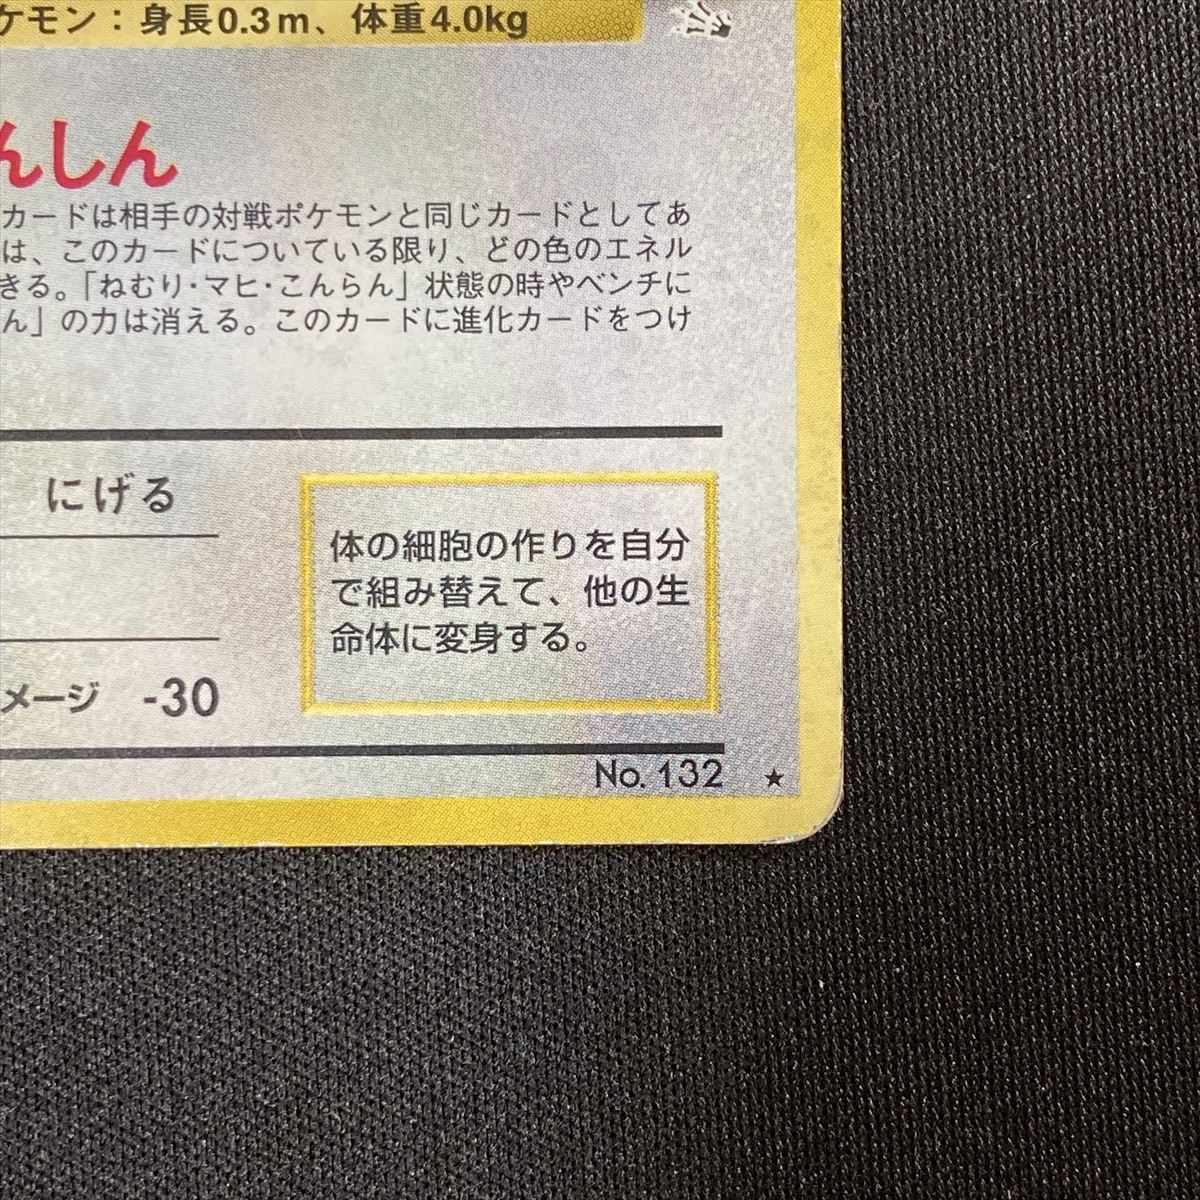 ケモン：身長0.3m、体重4.0kg
んしん
カードは相手の対戦ポケモンと同じカードとしてあ
は、このカードについている限り、どの色のエネル
きる。「ねむり・マヒ・こんらん」状態の時やベンチに
ん」の力は消える。このカードに進化カードをつけ
にげる
体の細胞の作りを自分
で組み替えて、他の生
命体に変身する。
メージ -30
No. 132 ★